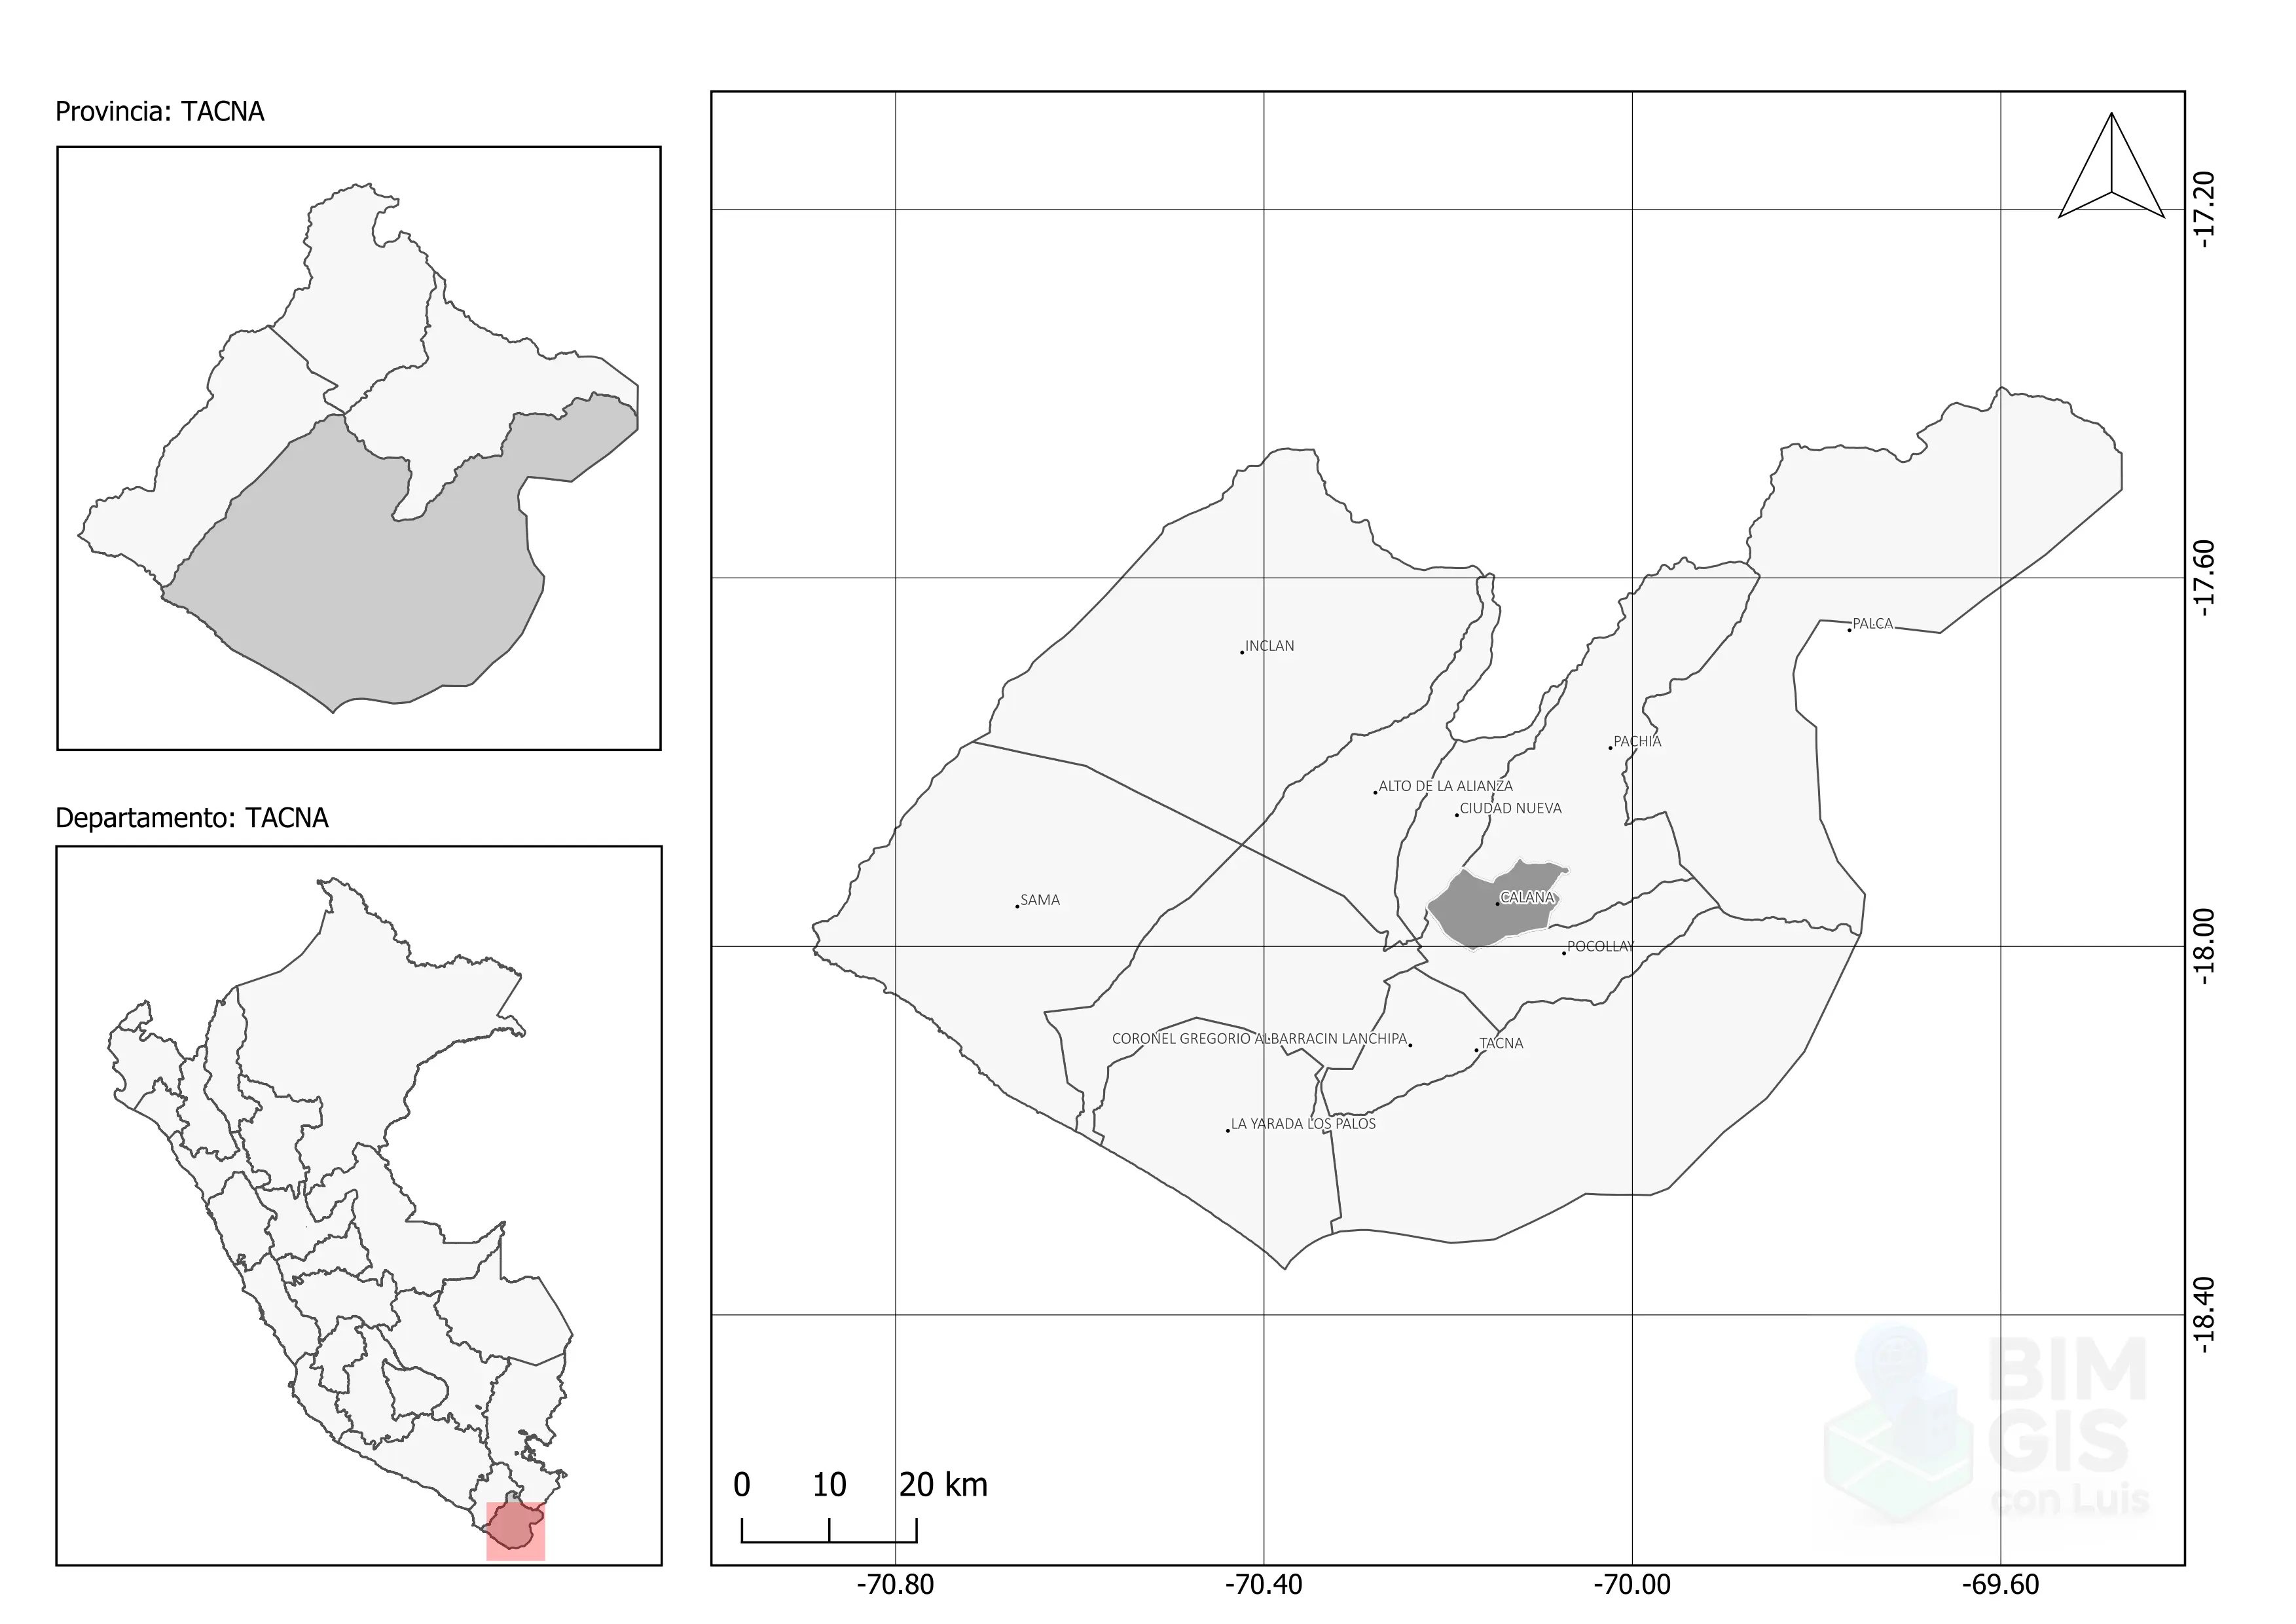 Provincia: TACNA
Departamento: TACNA
-17.20
-17.60
-18.00
-18.40
INCLAN
PALCA
PACHIA
ALTO DE LA ALIANZA
CIUDAD NUEVA
CALANA
SAMA
POCOLLAY
CORONEL GREGORIO ALBARRACIN LANCHIPA
TACNA
LA YARADA LOS PALOS
0 10 20 km
BIM
GIS
con Luis
-70.80 -70.40 -70.00 -69.60